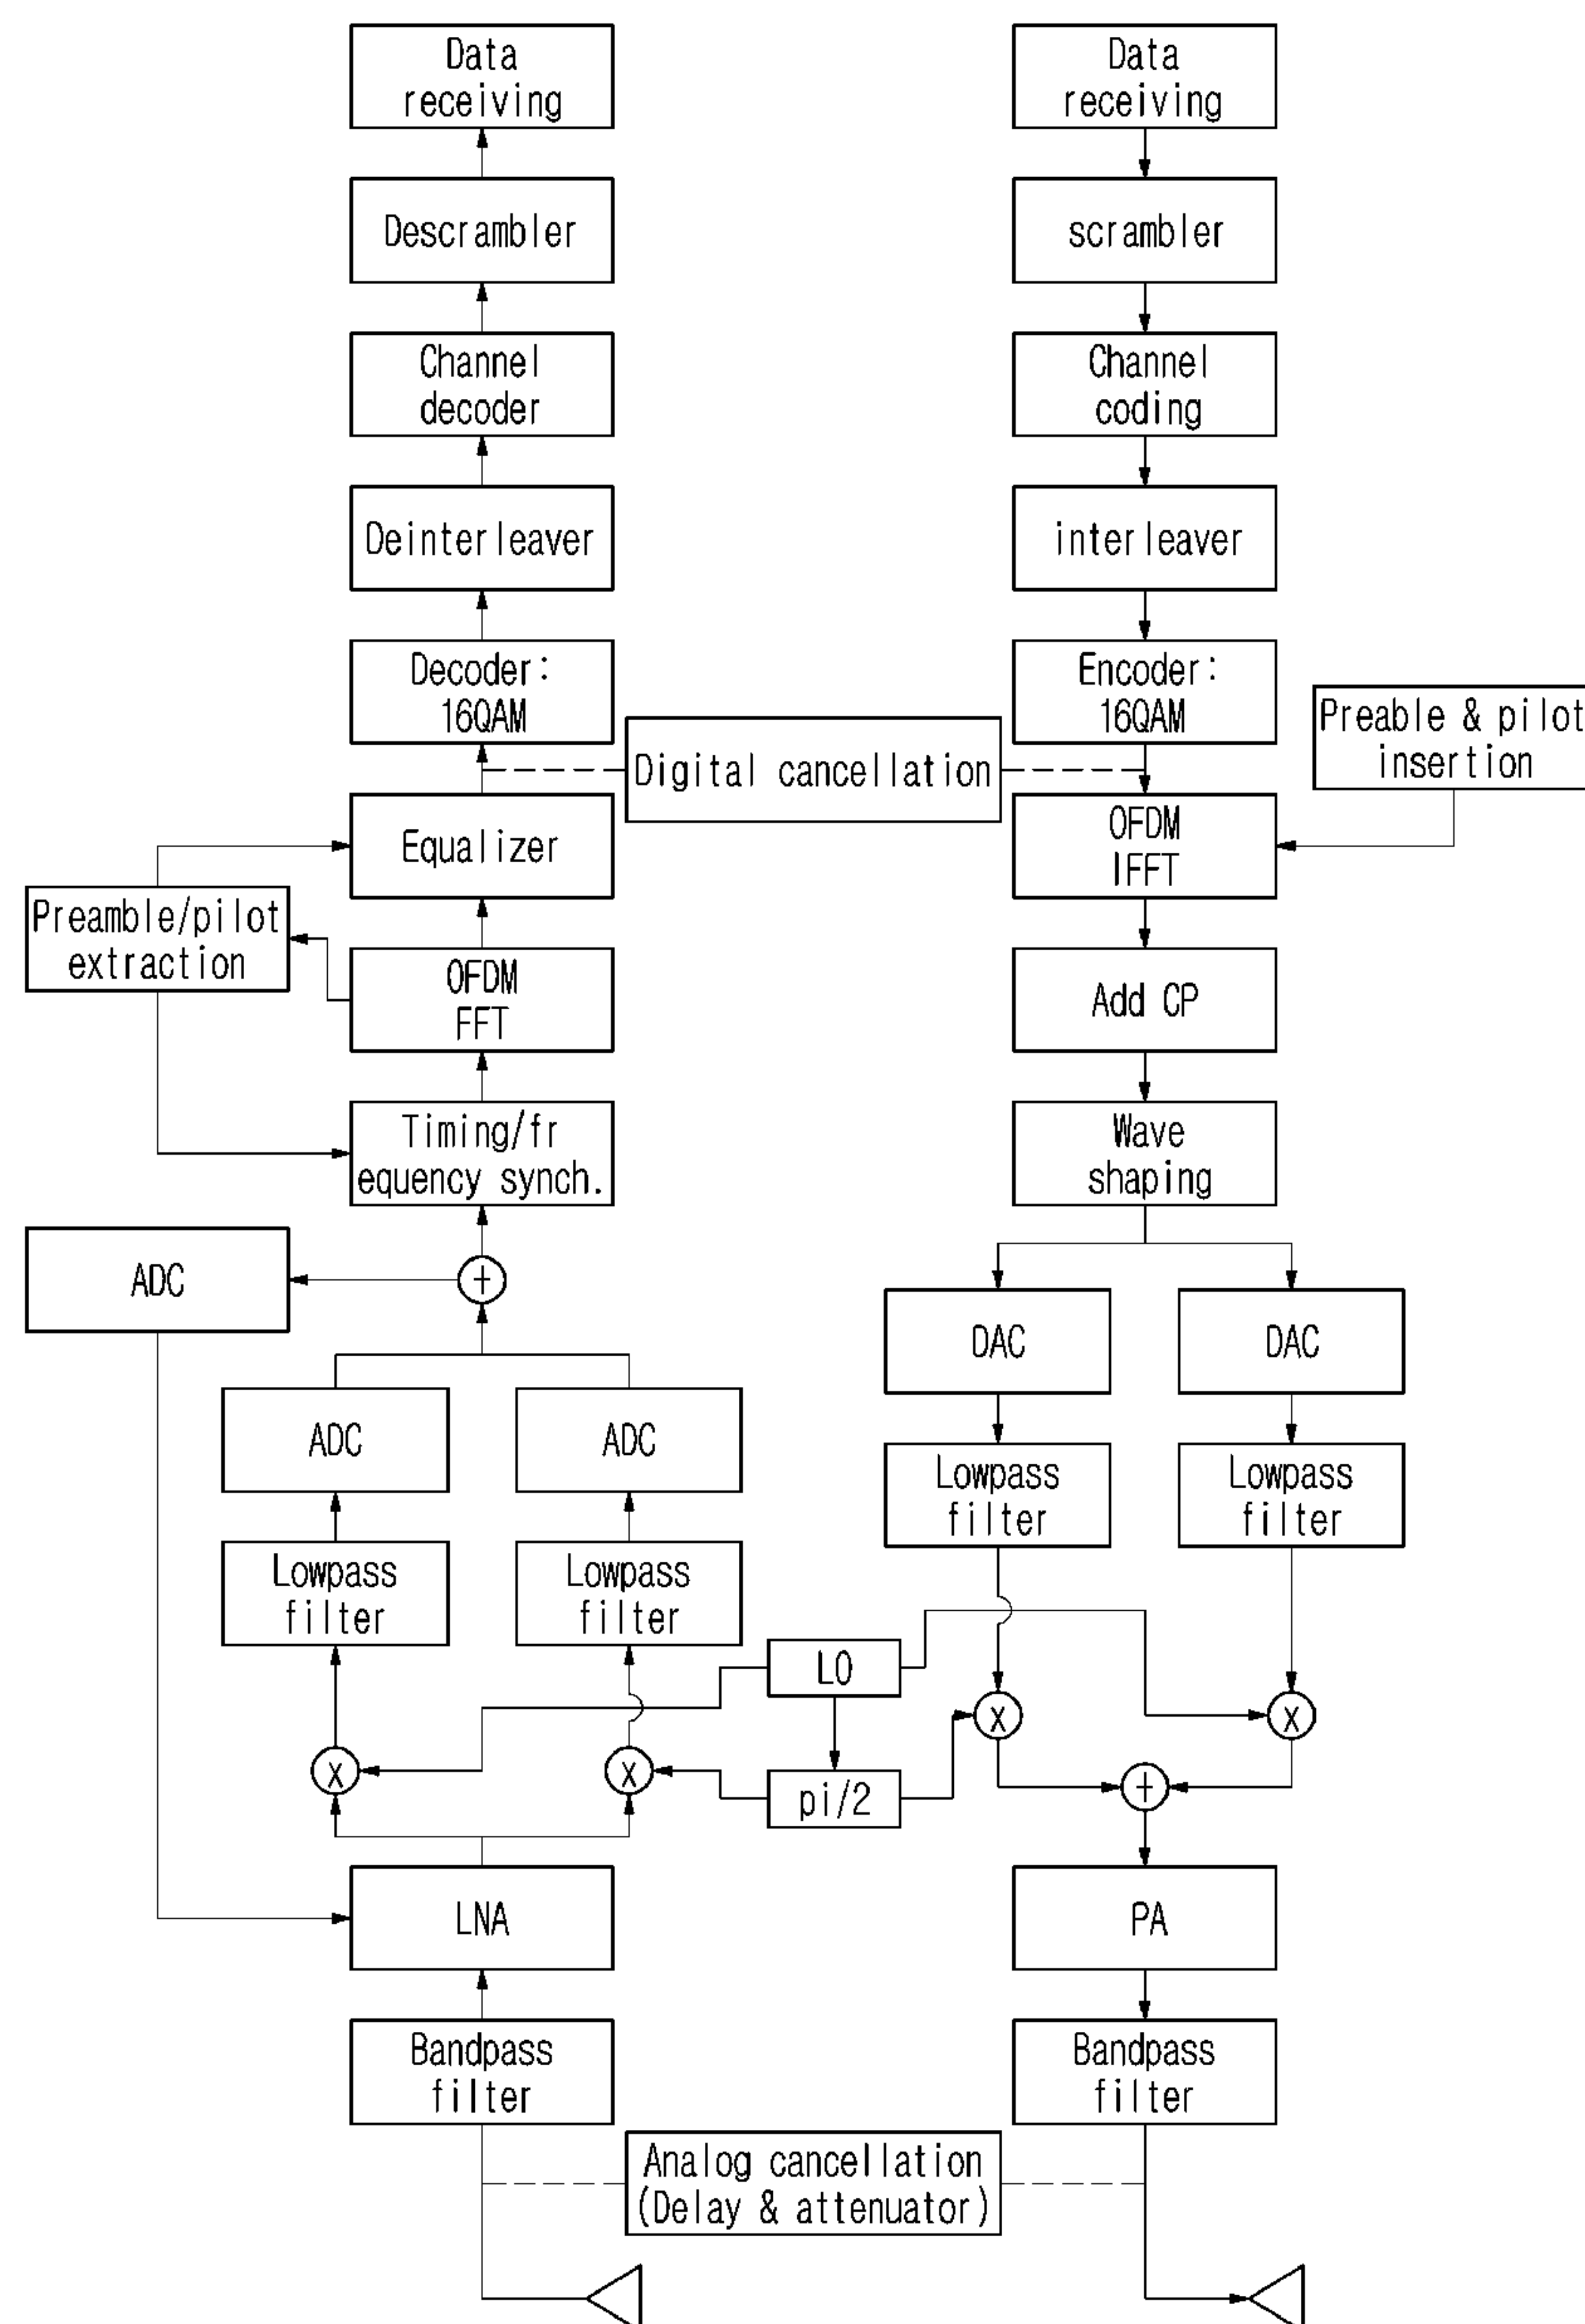 Data
receiving
Data
receiving
Descrambler
scrambler
Channel
decoder
Channel
coding
Deinterleaver
interleaver
Decoder:
16QAM
Encoder:
16QAM
Preable & pilot
insertion
Digital cancellation
Equalizer
OFDM
IFFT
Preamble/pilot
extraction
OFDM
FFT
Add CP
Timing/fr
equency synch.
Wave
shaping
ADC
+
DAC
DAC
ADC
ADC
Lowpass
filter
Lowpass
filter
Lowpass
filter
Lowpass
filter
LO
X
X
X
X
pi/2
+
LNA
PA
Bandpass
filter
Bandpass
filter
Analog cancellation
(Delay & attenuator)